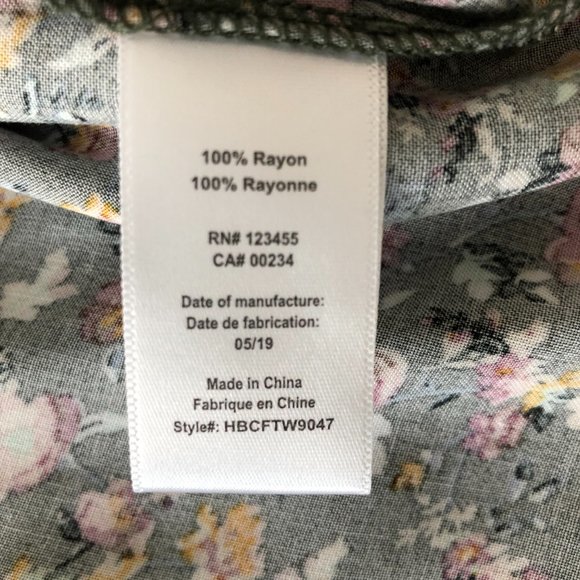 100% Rayon
100% Rayonne
RN# 123455
CA# 00234
Date of manufacture:
Date de fabrication:
05/19
Made in China
Fabrique en Chine
Style#: HBCFTW9047